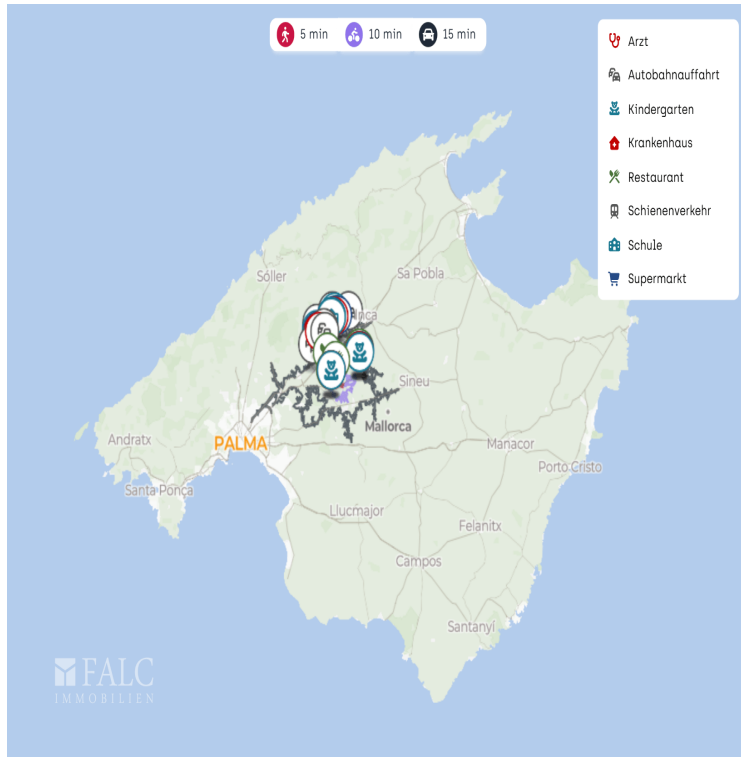 5 min
10 min
15 min
Arzt
Autobahnauffahrt
Kindergarten
Krankenhaus
Restaurant
Schienenverkehr
Schule
Supermarkt
Sóller
Sa Pobla
Sineu
Mallorca
Andratx
PALMA
Manacor
Porto Cristo
Santa Ponça
Llucmajor
Felanitx
Campos
Santanyí
FALC
IMMOBILIEN